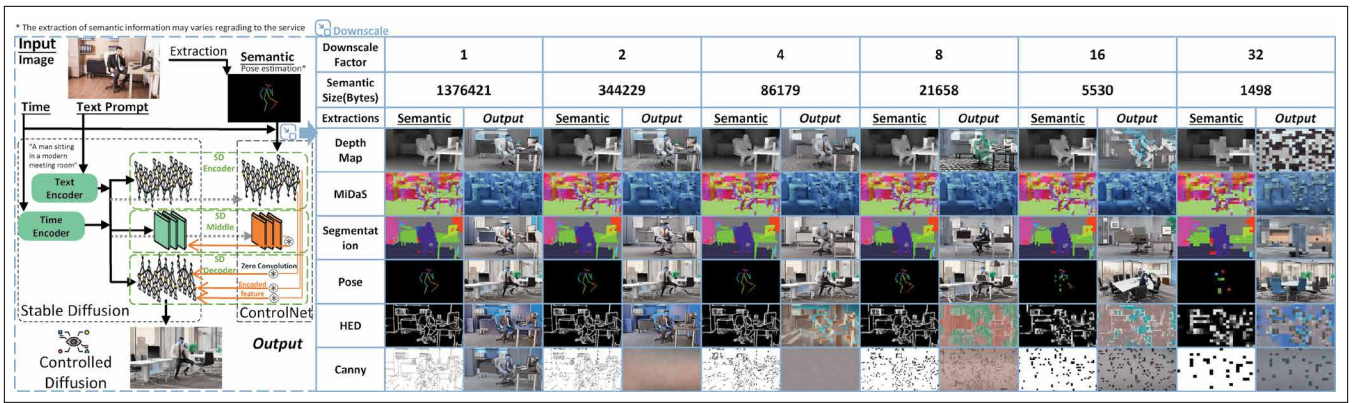 * The extraction of semantic information may varies regrading to the service
Input
Image
Extraction
Semantic
Pose estimation*
Time
Text Prompt
"A man sitting
in a modern
meeting room"
Text
Encoder
Time
Encoder
SD
Encoder
SD
Middle
SD
Decoder
Zero Convolution
Encoded
feature
Stable Diffusion
ControlNet
Controlled
Diffusion
Output
Downscale
Downscale
Factor
1
2
4
8
16
32
Semantic
Size(Bytes)
1376421
344229
86179
21658
5530
1498
Extractions
Semantic
Output
Semantic
Output
Semantic
Output
Semantic
Output
Semantic
Output
Semantic
Output
Depth
Map
MiDaS
Segmentat
ion
Pose
HED
Canny